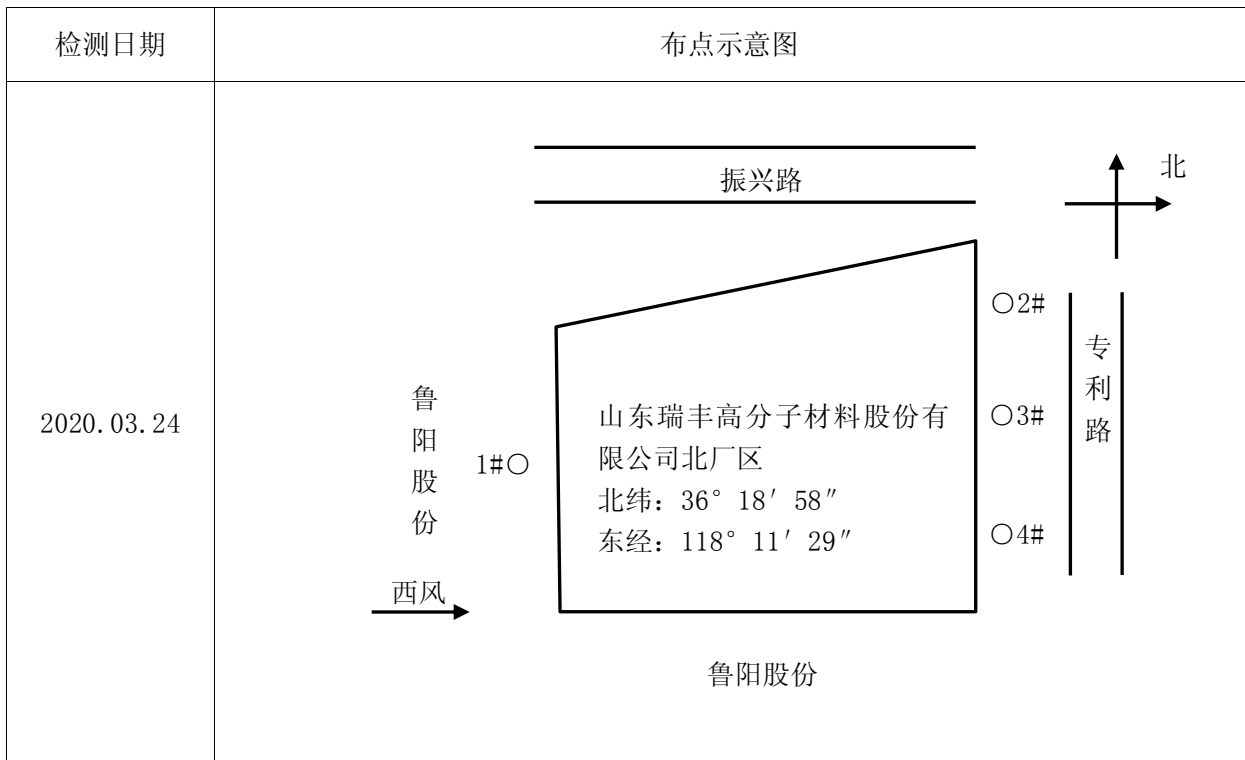 检测日期
布点示意图
2020.03.24
振兴路
北
○2#
专利路
鲁阳股份
山东瑞丰高分子材料股份有
限公司北厂区
北纬：36° 18′ 58″
东经：118° 11′ 29″
○3#
1#○
○4#
西风
鲁阳股份